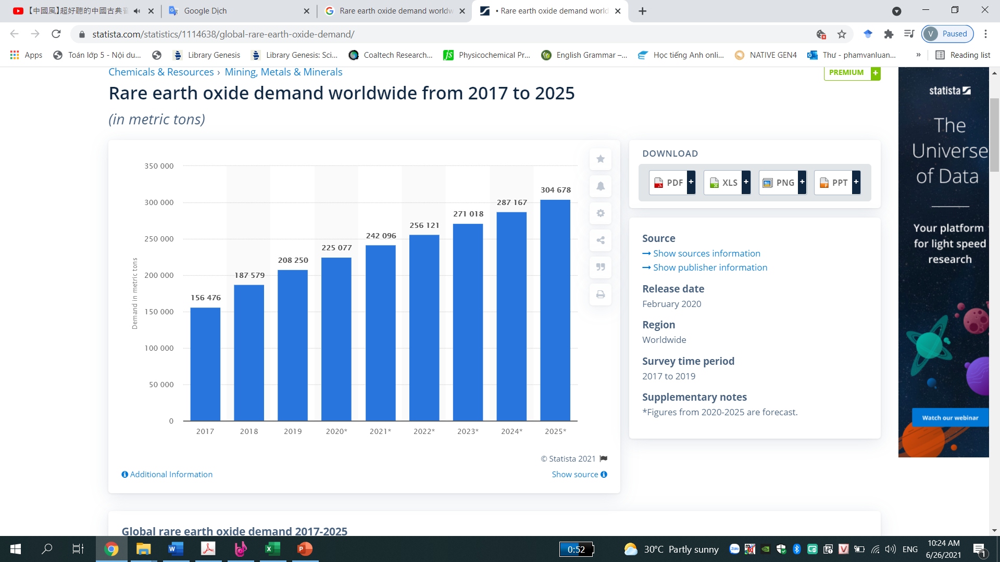 【中國風】超好聽的中國古典音
Google Dịch
Rare earth oxide demand worldw
• Rare earth oxide demand world
statista.com/statistics/1114638/global-rare-earth-oxide-demand/
V Paused
Apps
Toán lớp 5 - Nội du...
Library Genesis
Library Genesis: Sci...
Coaltech Research...
Physicochemical Pr...
English Grammar –...
Học tiếng Anh onli...
NATIVE GEN4
Thư - phamvanluan...
»
Reading list
Chemicals & Resources › Mining, Metals & Minerals
PREMIUM +
Rare earth oxide demand worldwide from 2017 to 2025
(in metric tons)
Demand in metric tons
350 000
300 000
250 000
200 000
150 000
100 000
50 000
0
156 476
187 579
208 250
225 077
242 096
256 121
271 018
287 167
304 678
2017 2018 2019 2020* 2021* 2022* 2023* 2024* 2025*
© Statista 2021
Additional Information
Show source
DOWNLOAD
PDF + XLS + PNG + PPT +
Source
Show sources information
Show publisher information
Release date
February 2020
Region
Worldwide
Survey time period
2017 to 2019
Supplementary notes
*Figures from 2020-2025 are forecast.
statista
The
Universe
of Data
Your platform
for light speed
research
Watch our webinar
Global rare earth oxide demand 2017-2025
0:52
30°C Partly sunny
Zalo
ENG
10:24 AM
6/26/2021
1